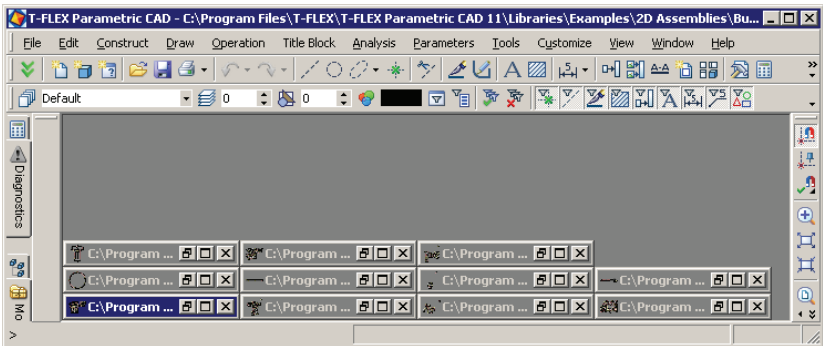 T-FLEX Parametric CAD - C:\Program Files\T-FLEX\T-FLEX Parametric CAD 11\Libraries\Examples\2D Assemblies\Bu...
File Edit Construct Draw Operation Title Block Analysis Parameters Tools Customize View Window Help
Default 0 0
Diagnostics
C:\Program ... C:\Program ... C:\Program ...
C:\Program ... C:\Program ... C:\Program ... C:\Program ...
C:\Program ... C:\Program ... C:\Program ... C:\Program ...
Mo
>